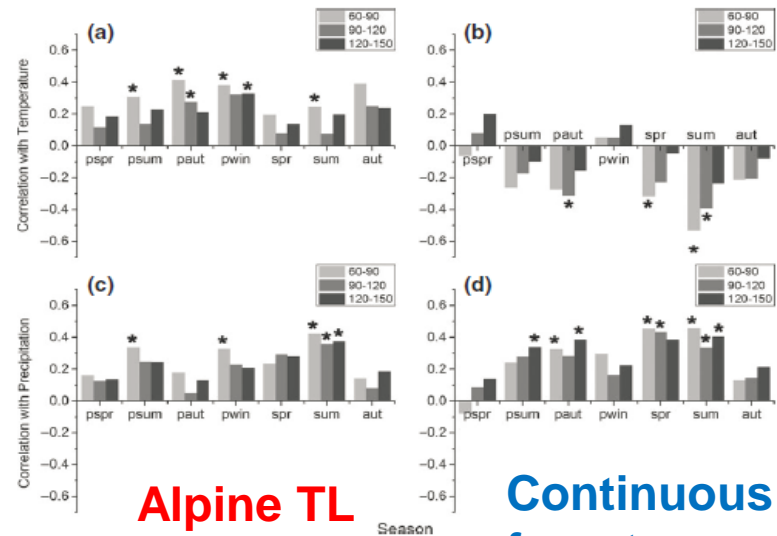 (a)
60-90
90-120
120-150
Correlation with Temperature
0.6
0.4
0.2
0.0
-0.2
-0.4
-0.6
* * * * * *
pspr psum paut pwin spr sum aut
(b)
60-90
90-120
120-150
0.6
0.4
0.2
0.0
-0.2
-0.4
-0.6
psum paut spr sum aut
pspr pwin
* * * *
(c)
60-90
90-120
120-150
Correlation with Precipitation
0.6
0.4
0.2
0.0
-0.2
-0.4
-0.6
* * * * *
pspr psum paut pwin spr sum aut
Alpine TL
(d)
60-90
90-120
120-150
0.6
0.4
0.2
0.0
-0.2
-0.4
-0.6
* * * * * * * *
pspr psum paut pwin spr sum aut
Continuous
Season